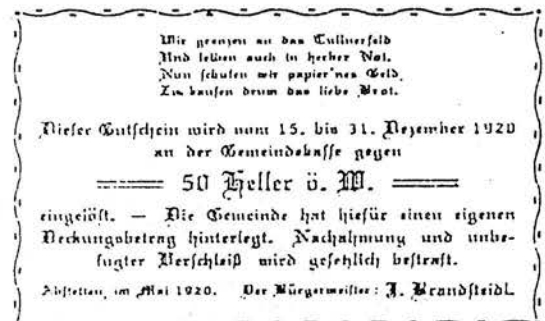 Wir grenzen an das Tullnerfeld
Und leben auch in herber Not.
Nun schufen wir papier'nes Geld,
Zu kaufen drum das liebe Brot.
Dieser Gutschein wird vom 15. bis 31. Dezember 1920
an der Gemeindekasse gegen
50 Heller ö. W.
eingelöst. — Die Gemeinde hat hiefür einen eigenen
Deckungsbetrag hinterlegt. Nachahmung und unbe-
fugter Verschleiß wird gesetzlich bestraft.
Abstetten, im Mai 1920. Der Bürgermeister: J. Brandsteidl.